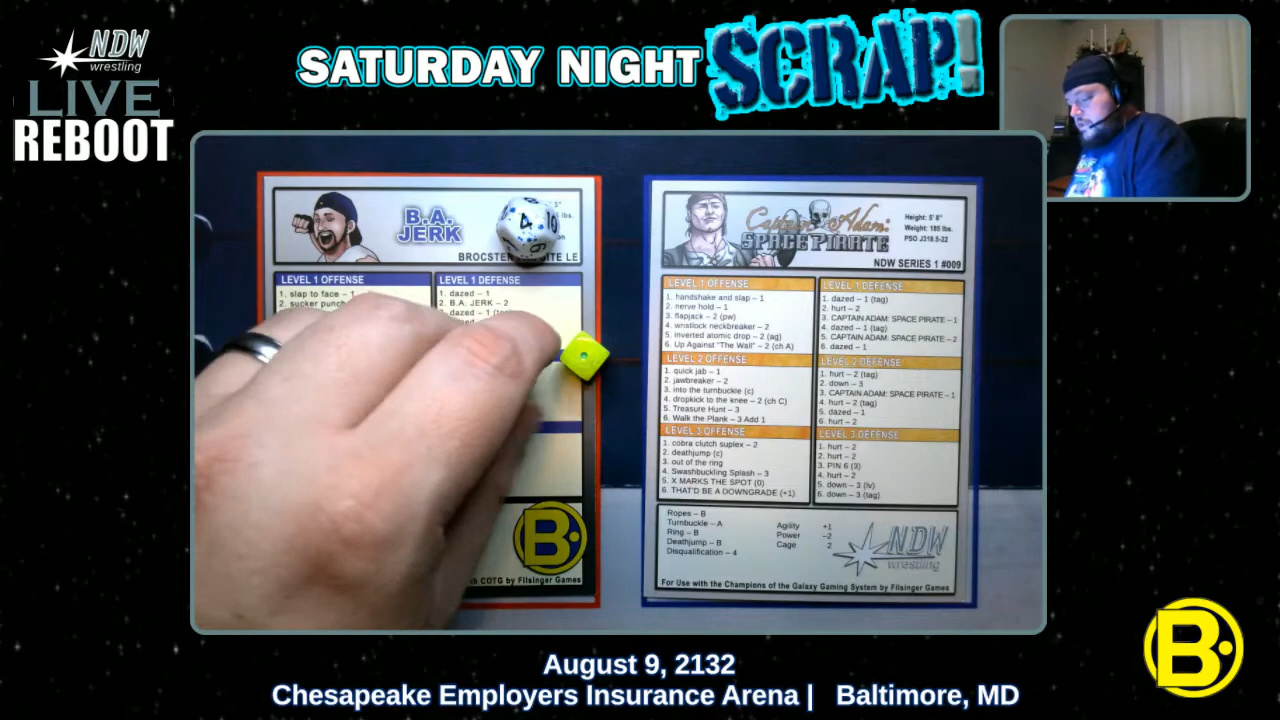 NDW
wrestling
LIVE
REBOOT
SATURDAY NIGHT SCRAP!
B.A.
JERK
3"
lbs.
BROCSTER
ITE LE
4
10
LEVEL 1 OFFENSE
1. slap to face – 1
2. sucker punch
LEVEL 1 DEFENSE
1. dazed – 1
2. B.A. JERK – 2
dazed – 1
B
COTG by Filsinger Games
Captain Adam:
SPACE PIRATE
Height: 5' 8"
Weight: 185 lbs.
PSO J318.5-22
NDW SERIES 1 #009
LEVEL 1 OFFENSE
1. handshake and slap – 1
2. nerve hold – 1
3. flapjack – 2 (pw)
4. wristlock neckbreaker – 2
5. inverted atomic drop – 2 (ag)
6. Up Against "The Wall" – 2 (ch A)
LEVEL 1 DEFENSE
1. dazed – 1 (tag)
2. hurt – 2
3. CAPTAIN ADAM: SPACE PIRATE – 1
4. dazed – 1 (tag)
5. CAPTAIN ADAM: SPACE PIRATE – 2
6. dazed – 1
LEVEL 2 OFFENSE
1. quick jab – 1
2. jawbreaker – 2
3. into the turnbuckle (c)
4. dropkick to the knee – 2 (ch C)
5. Treasure Hunt – 3
6. Walk the Plank – 3 Add 1
LEVEL 2 DEFENSE
1. hurt – 2 (tag)
2. down – 3
3. CAPTAIN ADAM: SPACE PIRATE – 1
4. hurt – 2 (tag)
5. dazed – 1
6. hurt – 2
LEVEL 3 OFFENSE
1. cobra clutch suplex – 2
2. deathjump (c)
3. out of the ring
4. Swashbuckling Splash – 3
5. X MARKS THE SPOT (0)
6. THAT'D BE A DOWNGRADE (+1)
LEVEL 3 DEFENSE
1. hurt – 2
2. hurt – 2
3. PIN 6 (3)
4. hurt – 2
5. down – 3 (lv)
6. down – 3 (tag)
Ropes – B
Turnbuckle – A
Ring – B
Deathjump – B
Disqualification – 4
Agility +1
Power –2
Cage 2
NDW
wrestling
For Use with the Champions of the Galaxy Gaming System by Filsinger Games
August 9, 2132
Chesapeake Employers Insurance Arena | Baltimore, MD
B